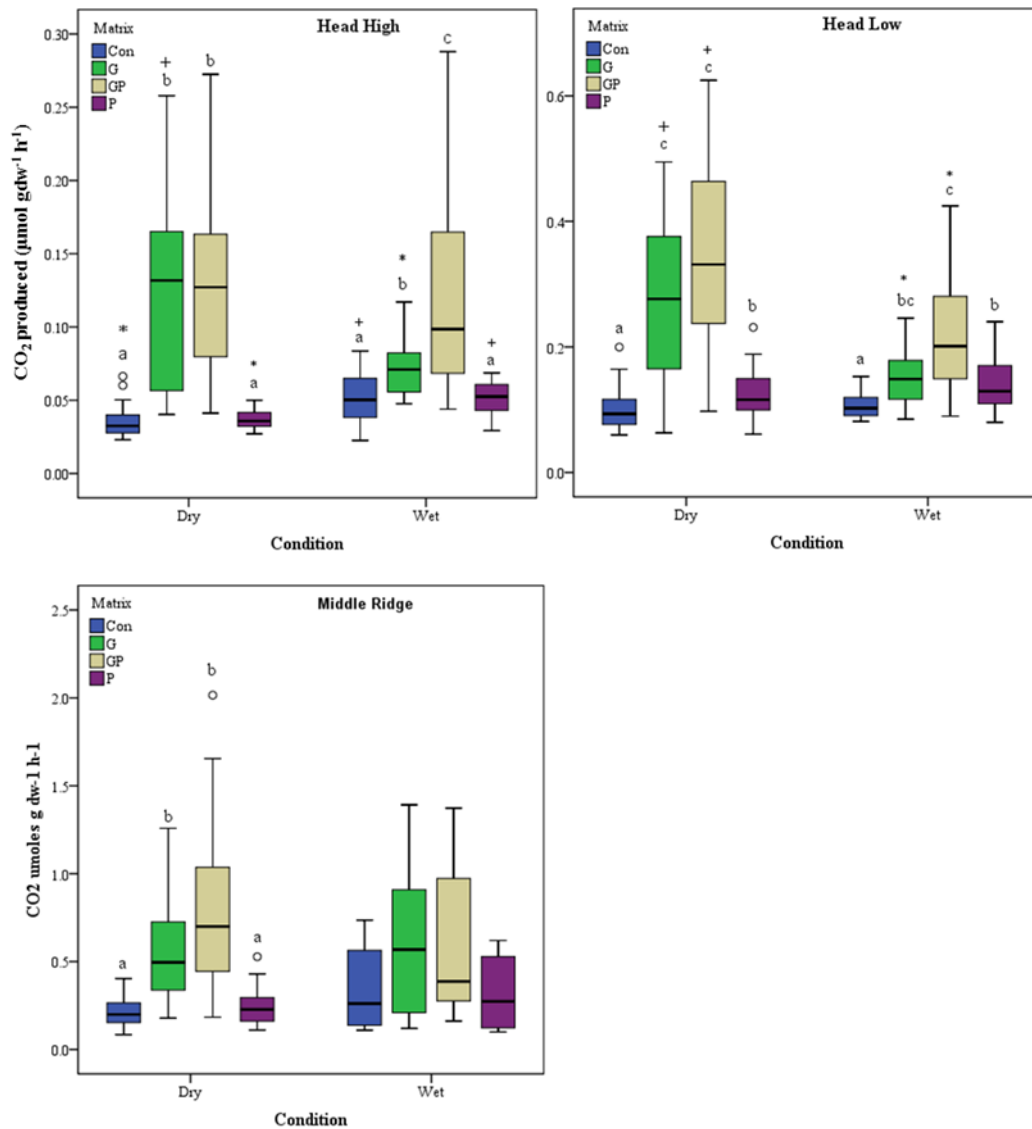 Matrix
Con
G
GP
P
Head High
CO₂ produced (µmol gdw⁻¹ h⁻¹)
0.30
0.25
0.20
0.15
0.10
0.05
0.00
* a
+ b
b
* a
+ a
* b
c
+ a
Dry Wet
Condition
Matrix
Con
G
GP
P
Head Low
0.6
0.4
0.2
0.0
a
+ c
+ c
b
a
* bc
* c
b
Dry Wet
Condition
Matrix
Con
G
GP
P
Middle Ridge
CO2 umoles g dw-1 h-1
2.5
2.0
1.5
1.0
0.5
0.0
a
b
b
a
Dry Wet
Condition